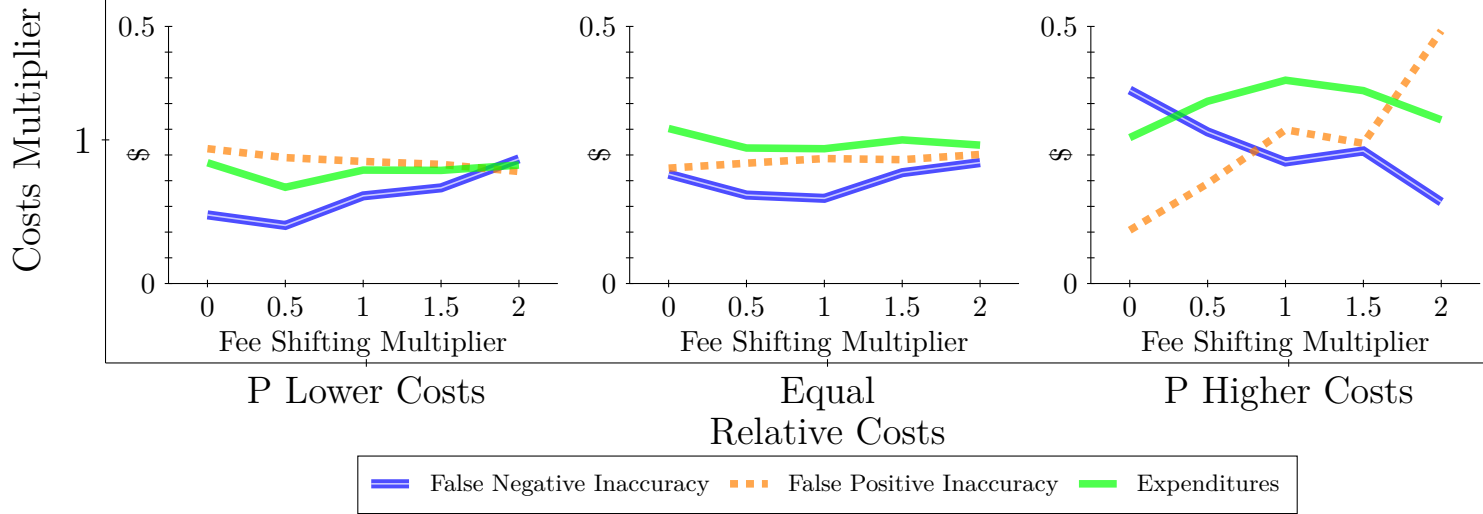 Costs Multiplier
1
0.5
$
0
0 0.5 1 1.5 2
Fee Shifting Multiplier
0.5
$
0
0 0.5 1 1.5 2
Fee Shifting Multiplier
0.5
$
0
0 0.5 1 1.5 2
Fee Shifting Multiplier
P Lower Costs
Equal
P Higher Costs
Relative Costs
False Negative Inaccuracy
False Positive Inaccuracy
Expenditures